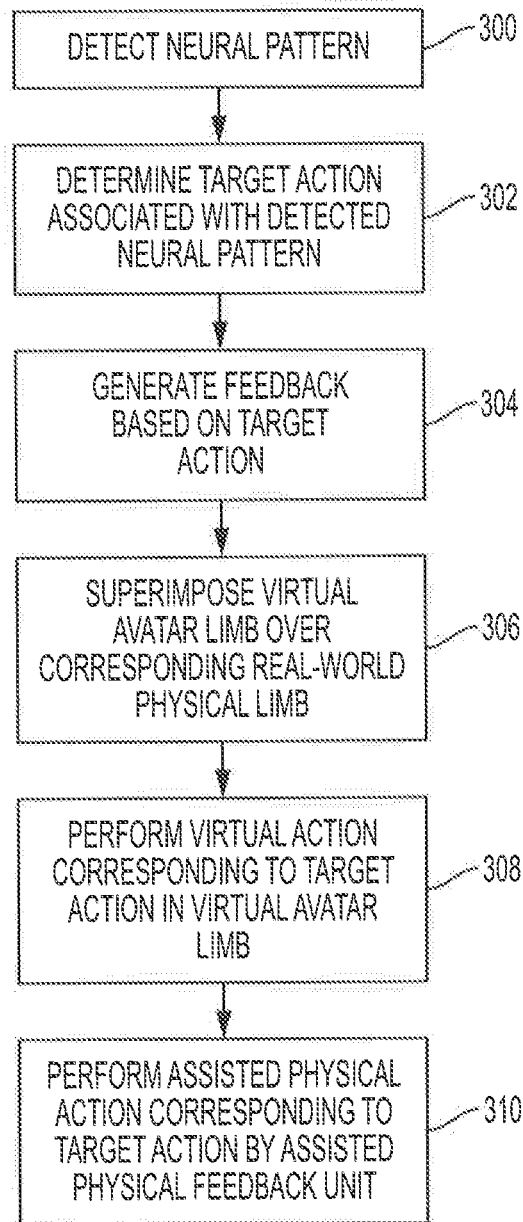 DETECT NEURAL PATTERN
300
DETERMINE TARGET ACTION
ASSOCIATED WITH DETECTED
NEURAL PATTERN
302
GENERATE FEEDBACK
BASED ON TARGET
ACTION
304
SUPERIMPOSE VIRTUAL
AVATAR LIMB OVER
CORRESPONDING REAL-WORLD
PHYSICAL LIMB
306
PERFORM VIRTUAL ACTION
CORRESPONDING TO TARGET
ACTION IN VIRTUAL AVATAR
LIMB
308
PERFORM ASSISTED PHYSICAL
ACTION CORRESPONDING TO
TARGET ACTION BY ASSISTED
PHYSICAL FEEDBACK UNIT
310